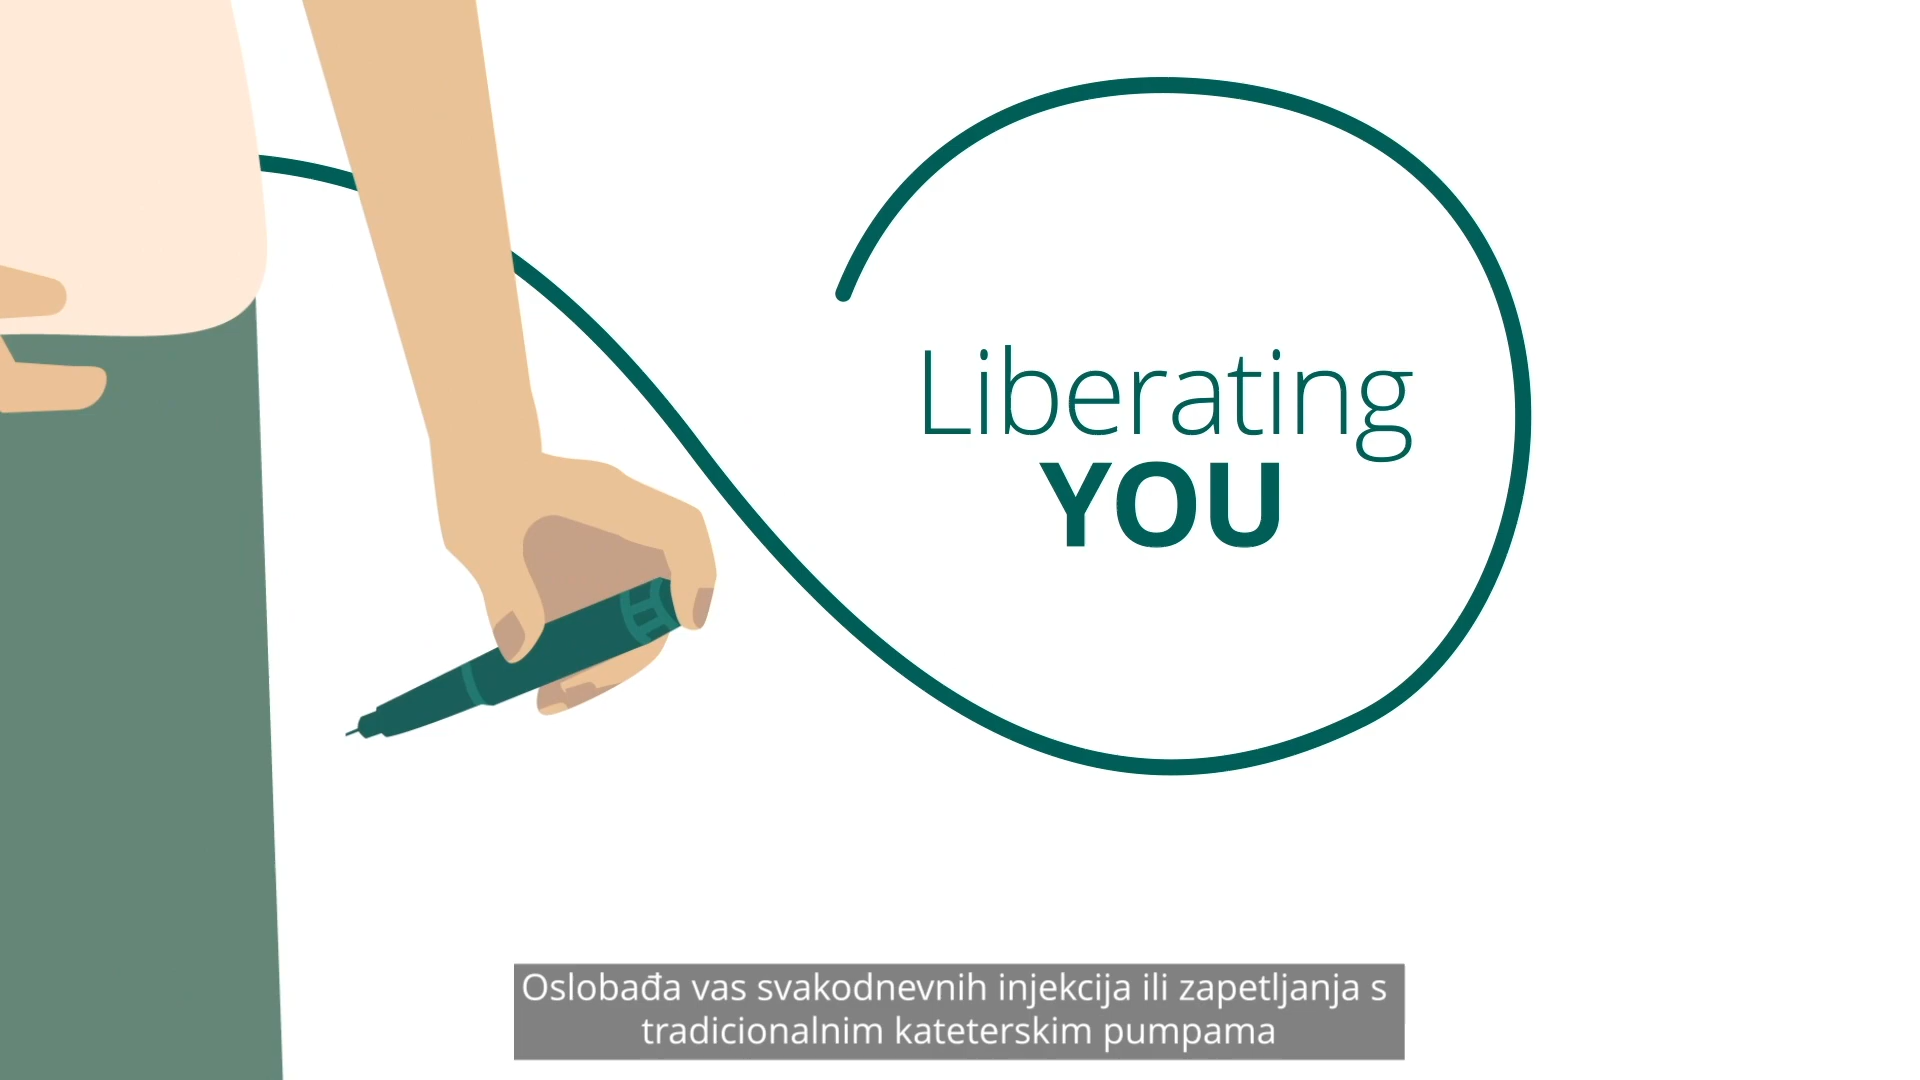 Liberating
YOU
Oslobađa vas svakodnevnih injekcija ili zapetljanja s
tradicionalnim kateterskim pumpama